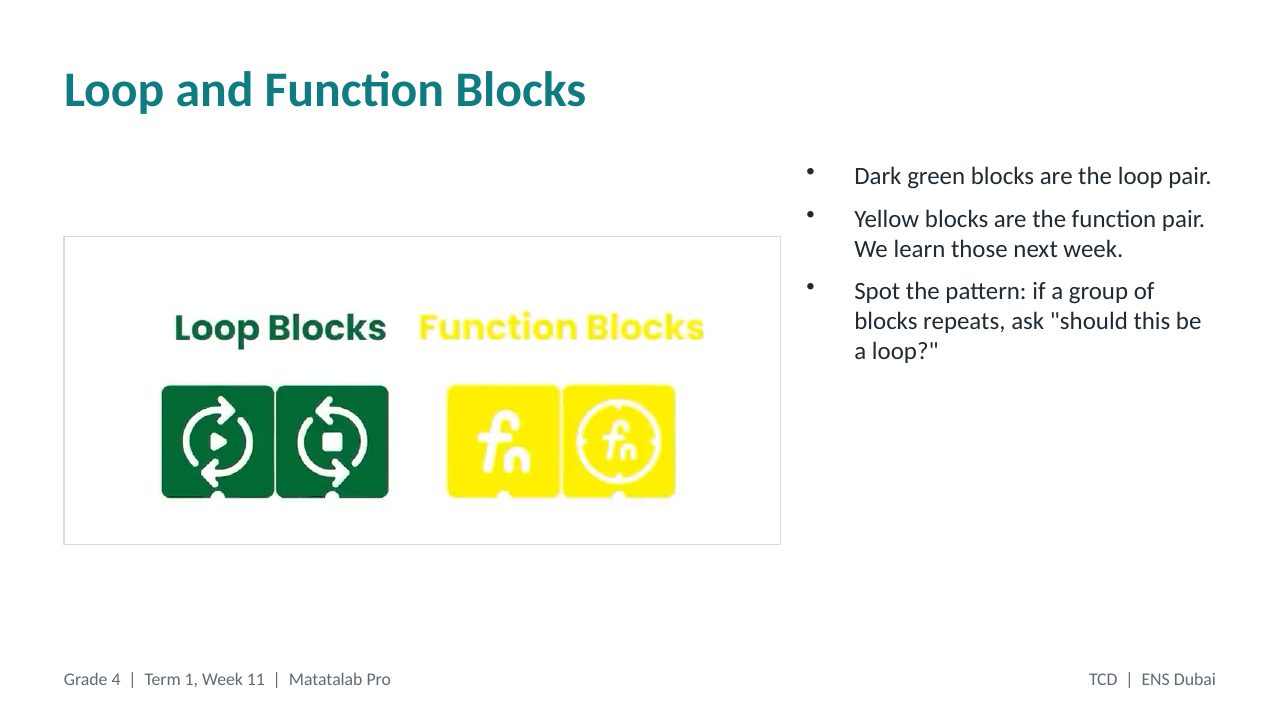 Loop and Function Blocks
Loop Blocks
Function Blocks
fn
fn
• Dark green blocks are the loop pair.
• Yellow blocks are the function pair.
We learn those next week.
• Spot the pattern: if a group of
blocks repeats, ask "should this be
a loop?"
Grade 4 | Term 1, Week 11 | Matatalab Pro
TCD | ENS Dubai